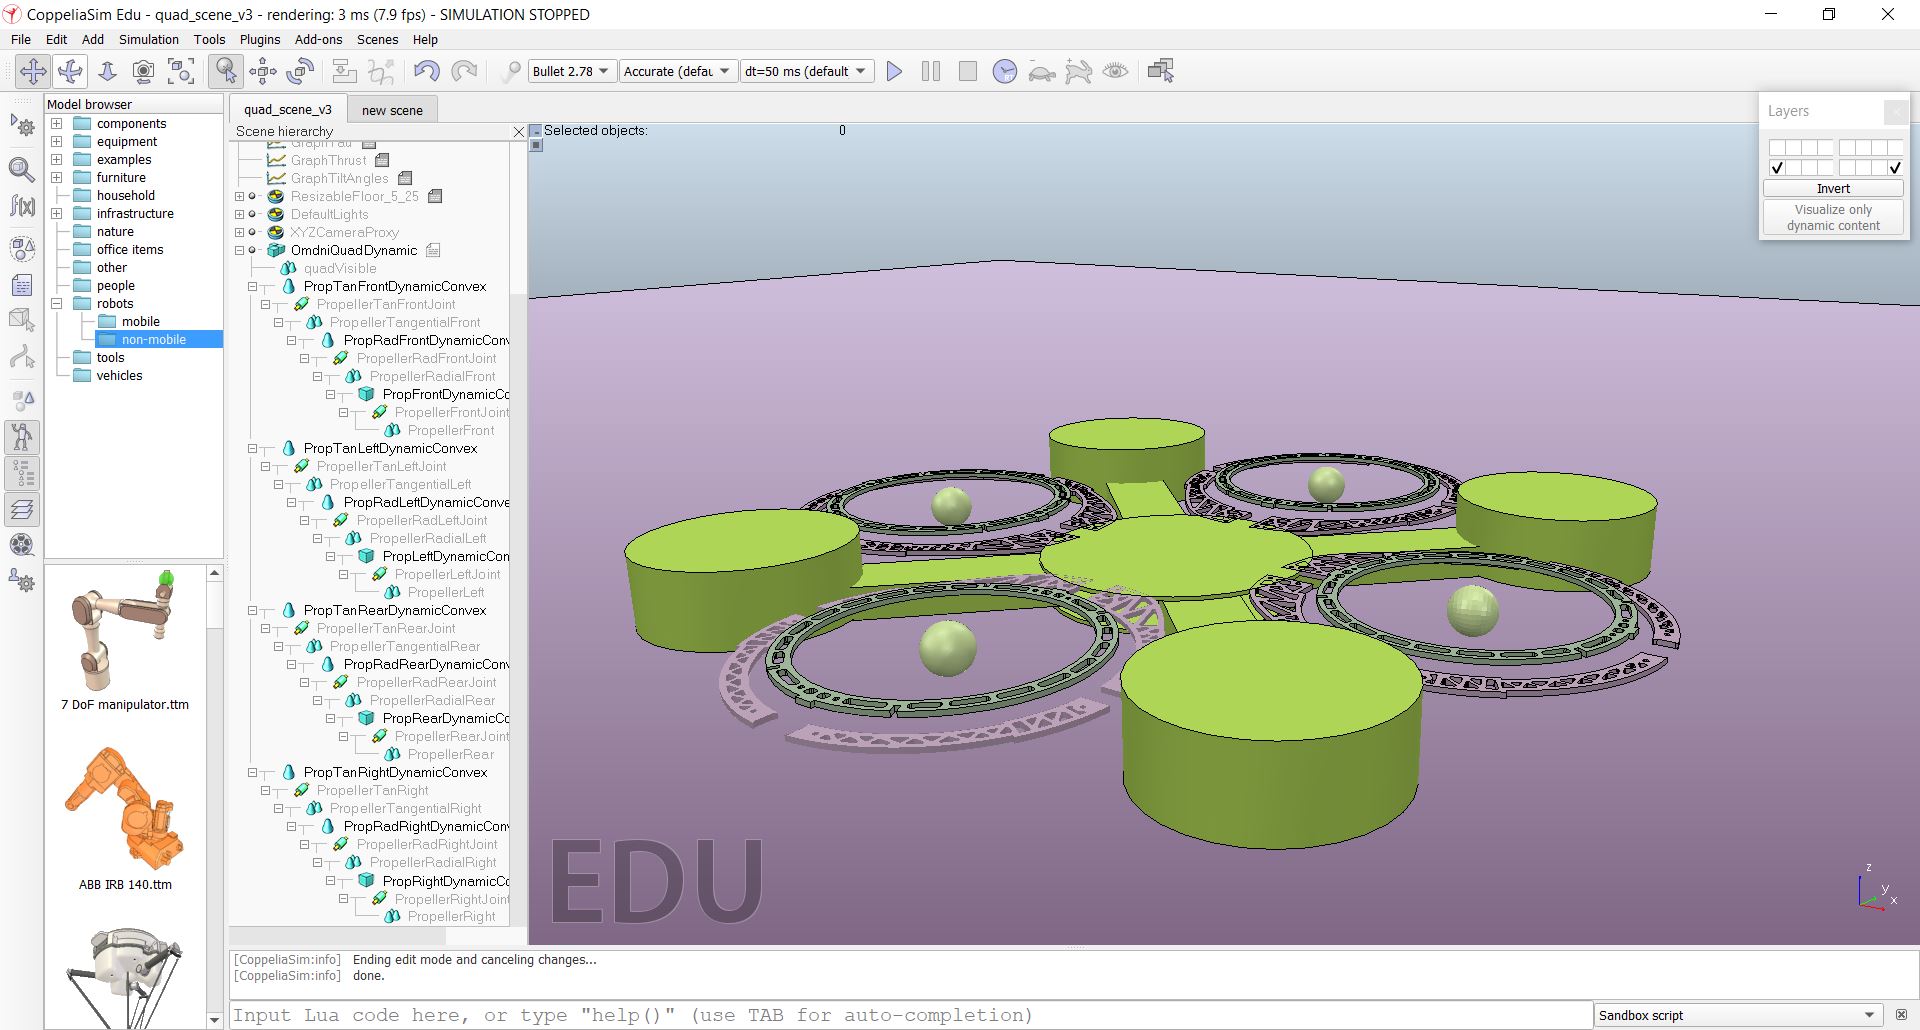 CoppeliaSim Edu - quad_scene_v3 - rendering: 3 ms (7.9 fps) - SIMULATION STOPPED
File Edit Add Simulation Tools Plugins Add-ons Scenes Help
Bullet 2.78 Accurate (defau dt=50 ms (default
Model browser
components
equipment
examples
furniture
household
infrastructure
nature
office items
other
people
robots
mobile
non-mobile
tools
vehicles
7 DoF manipulator.ttm
ABB IRB 140.ttm
quad_scene_v3 new scene
Scene hierarchy
GraphTau
GraphThrust
GraphTiltAngles
ResizableFloor_5_25
DefaultLights
XYZCameraProxy
OmdniQuadDynamic
quadVisible
PropTanFrontDynamicConvex
PropellerTanFrontJoint
PropellerTangentialFront
PropRadFrontDynamicConv
PropellerRadFrontJoint
PropellerRadialFront
PropFrontDynamicCo
PropellerFrontJoint
PropellerFront
PropTanLeftDynamicConvex
PropellerTanLeftJoint
PropellerTangentialLeft
PropRadLeftDynamicConve
PropellerRadLeftJoint
PropellerRadialLeft
PropLeftDynamicCon
PropellerLeftJoint
PropellerLeft
PropTanRearDynamicConvex
PropellerTanRearJoint
PropellerTangentialRear
PropRadRearDynamicConv
PropellerRadRearJoint
PropellerRadialRear
PropRearDynamicCo
PropellerRearJoint
PropellerRear
PropTanRightDynamicConvex
PropellerTanRight
PropellerTangentialRight
PropRadRightDynamicConv
PropellerRadRightJoint
PropellerRadialRight
PropRightDynamicCo
PropellerRightJoint
PropellerRight
Selected objects: 0
Layers
Invert
Visualize only
dynamic content
EDU
z
y
x
[CoppeliaSim:info] Ending edit mode and canceling changes...
[CoppeliaSim:info] done.
Input Lua code here, or type "help()" (use TAB for auto-completion)
Sandbox script